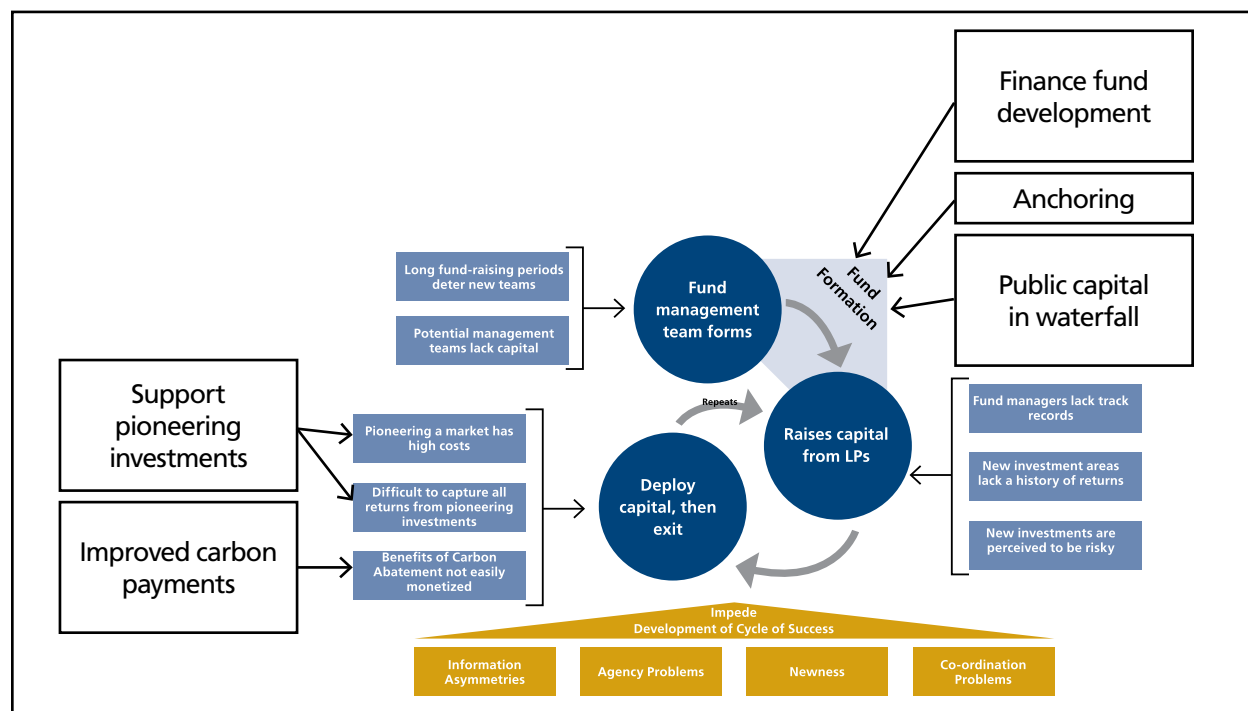 Finance fund
development
Anchoring
Public capital
in waterfall
Fund
Formation
Long fund-raising periods
deter new teams
Potential management
teams lack capital
Fund
management
team forms
Support
pioneering
investments
Improved carbon
payments
Pioneering a market has
high costs
Difficult to capture all
returns from pioneering
investments
Benefits of Carbon
Abatement not easily
monetized
Repeats
Deploy
capital, then
exit
Raises capital
from LPs
Fund managers lack track
records
New investment areas
lack a history of returns
New investments are
perceived to be risky
Impede
Development of Cycle of Success
Information
Asymmetries
Agency Problems
Newness
Co-ordination
Problems